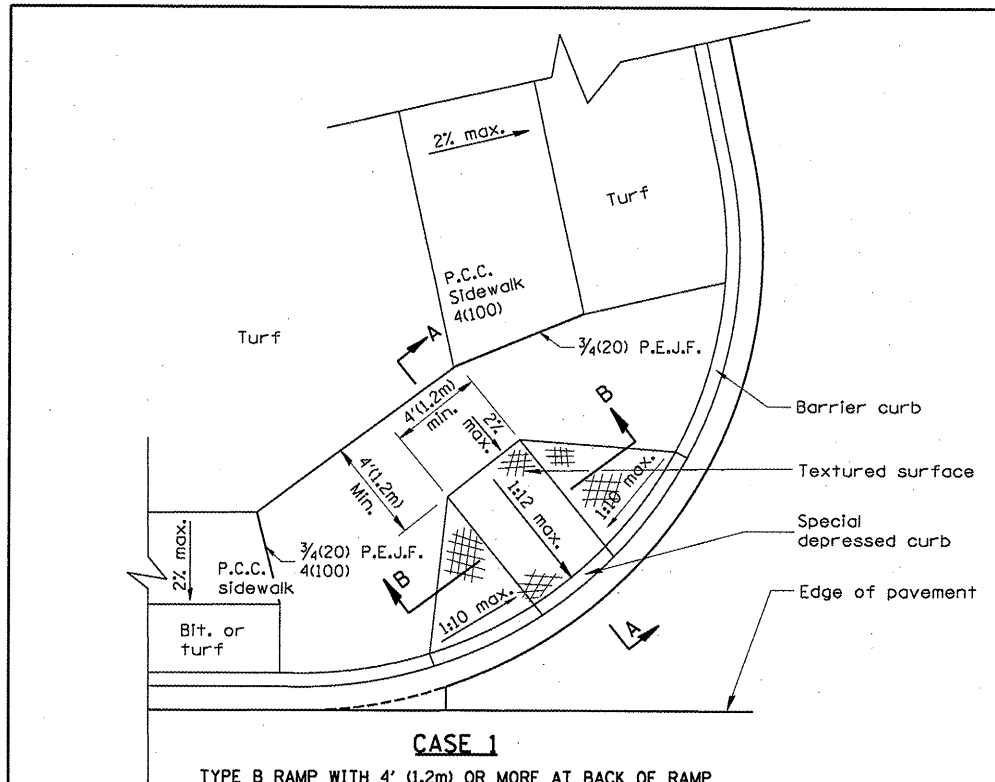 2% max.
Turf
P.C.C.
Sidewalk
4(100)
Turf
A
3/4(20) P.E.J.F.
4'(1.2m)
min.
2%
max.
B
Barrier curb
4'(1.2m)
Min.
Textured surface
1:12 max.
1:10 max.
Special
depressed curb
2% max.
P.C.C.
sidewalk
3/4(20) P.E.J.F.
4(100)
B
1:10 max.
Edge of pavement
Bit. or
turf
A
CASE 1
TYPE B RAMP WITH 4' (1.2m) OR MORE AT BACK OF RAMP